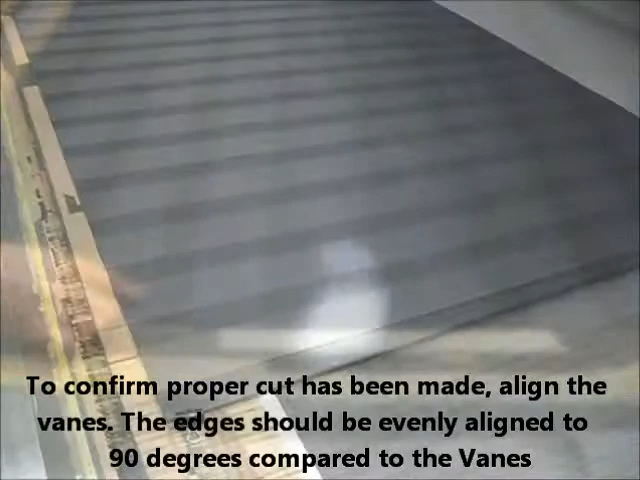 To confirm proper cut has been made, align the
vanes. The edges should be evenly aligned to
90 degrees compared to the Vanes